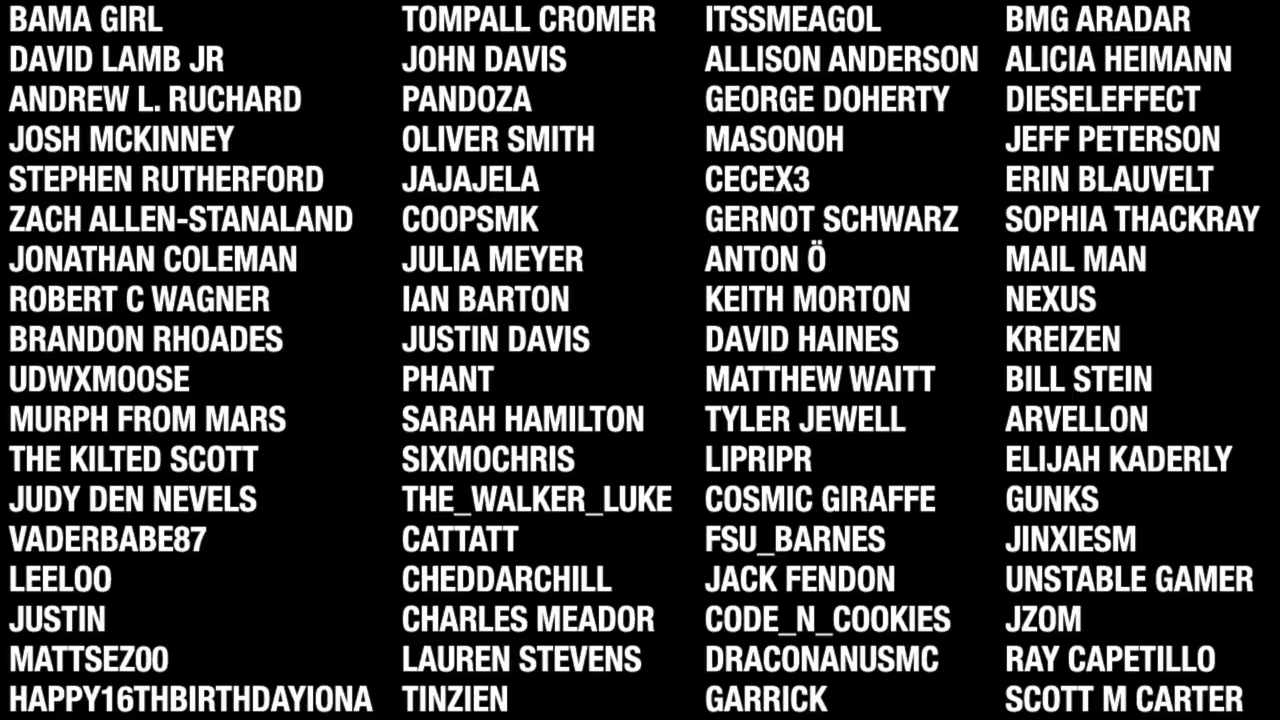 BAMA GIRL
DAVID LAMB JR
ANDREW L. RUCHARD
JOSH MCKINNEY
STEPHEN RUTHERFORD
ZACH ALLEN-STANALAND
JONATHAN COLEMAN
ROBERT C WAGNER
BRANDON RHOADES
UDWXMOOSE
MURPH FROM MARS
THE KILTED SCOTT
JUDY DEN NEVELS
VADERBABE87
LEELOO
JUSTIN
MATTSEZ00
HAPPY16THBIRTHDAYIONA
TOMPALL CROMER
JOHN DAVIS
PANDOZA
OLIVER SMITH
JAJAJELA
COOPSMK
JULIA MEYER
IAN BARTON
JUSTIN DAVIS
PHANT
SARAH HAMILTON
SIXMOCHRIS
THE_WALKER_LUKE
CATTATT
CHEDDARCHILL
CHARLES MEADOR
LAUREN STEVENS
TINZIEN
ITSSMEAGOL
ALLISON ANDERSON
GEORGE DOHERTY
MASONOH
CECEX3
GERNOT SCHWARZ
ANTON Ö
KEITH MORTON
DAVID HAINES
MATTHEW WAITT
TYLER JEWELL
LIPRIPR
COSMIC GIRAFFE
FSU_BARNES
JACK FENDON
CODE_N_COOKIES
DRACONANUSMC
GARRICK
BMG ARADAR
ALICIA HEIMANN
DIESELEFFECT
JEFF PETERSON
ERIN BLAUVELT
SOPHIA THACKRAY
MAIL MAN
NEXUS
KREIZEN
BILL STEIN
ARVELLON
ELIJAH KADERLY
GUNKS
JINXIESM
UNSTABLE GAMER
JZOM
RAY CAPETILLO
SCOTT M CARTER